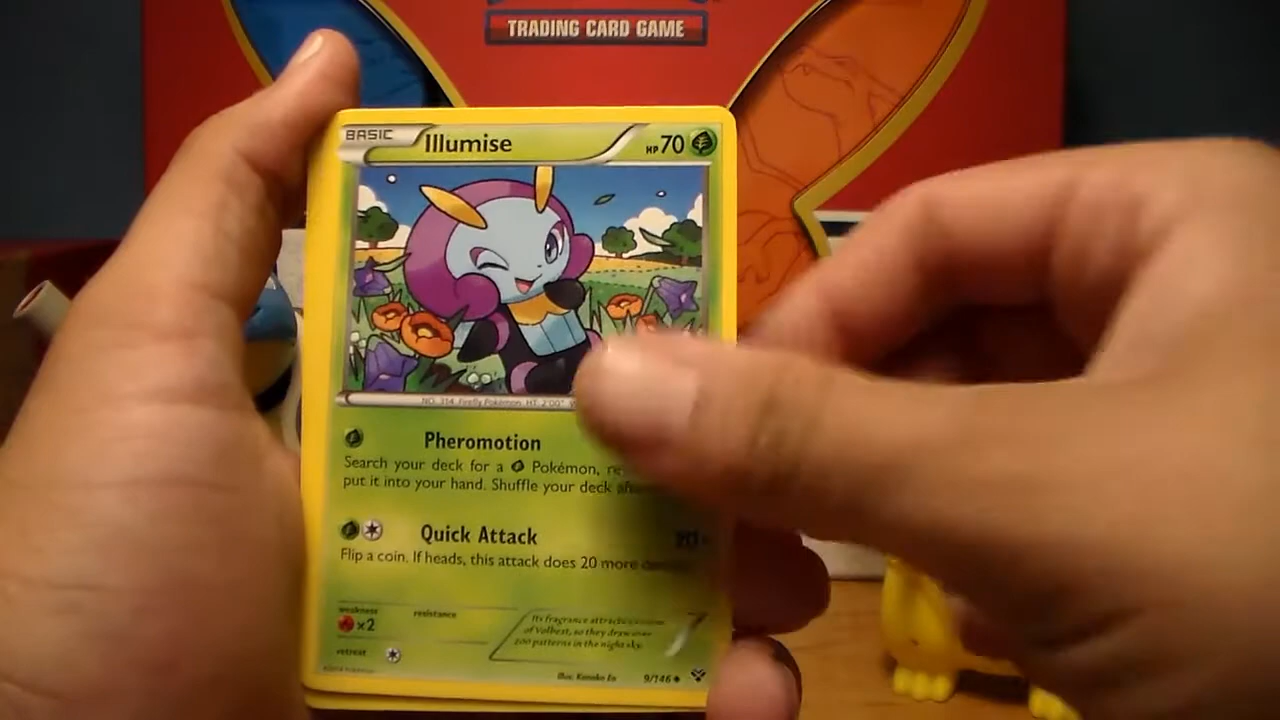 TRADING CARD GAME
BASIC Illumise HP 70
NO. 314 Firefly Pokémon HT: 2'00"
Pheromotion
Search your deck for a Pokémon, re
put it into your hand. Shuffle your deck
Quick Attack 20+
Flip a coin. If heads, this attack does 20 more
weakness resistance
×2
Its fragrance attracts
of Volbeat, so they draw over
200 patterns in the night sky.
retreat
Illus. Kanako Eo 9/146